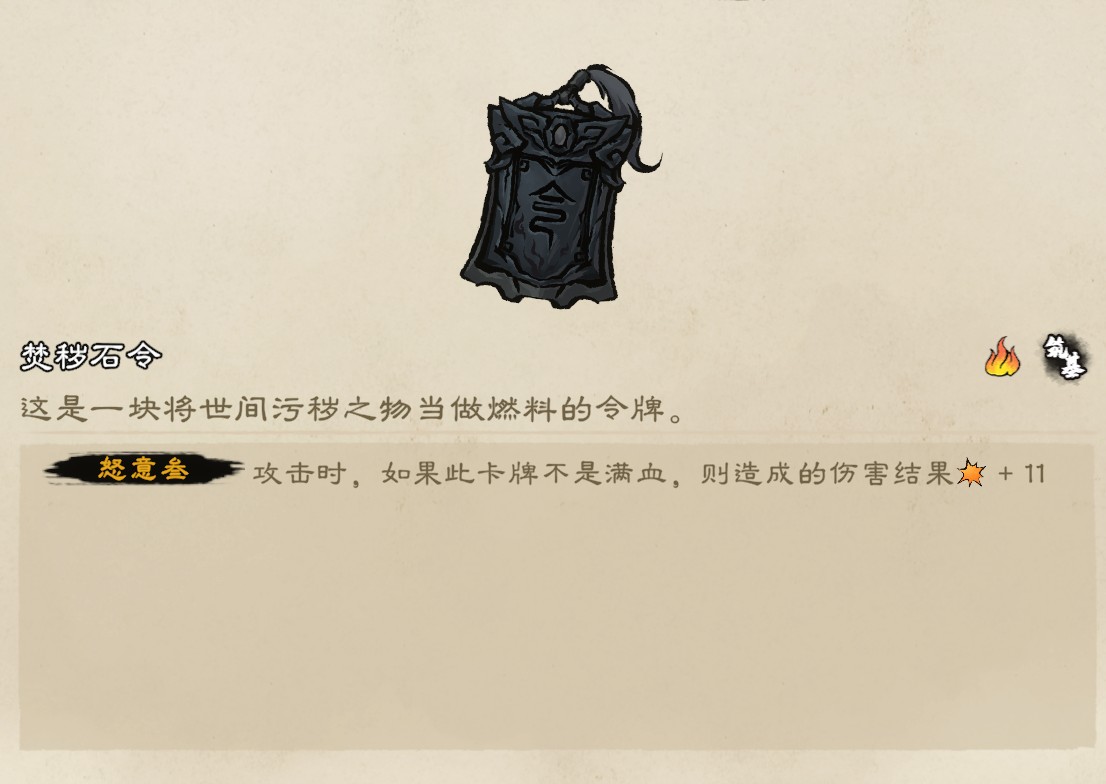 令
焚秽石令 筑基
这是一块将世间污秽之物当做燃料的令牌。
怒意叁 攻击时，如果此卡牌不是满血，则造成的伤害结果 + 11